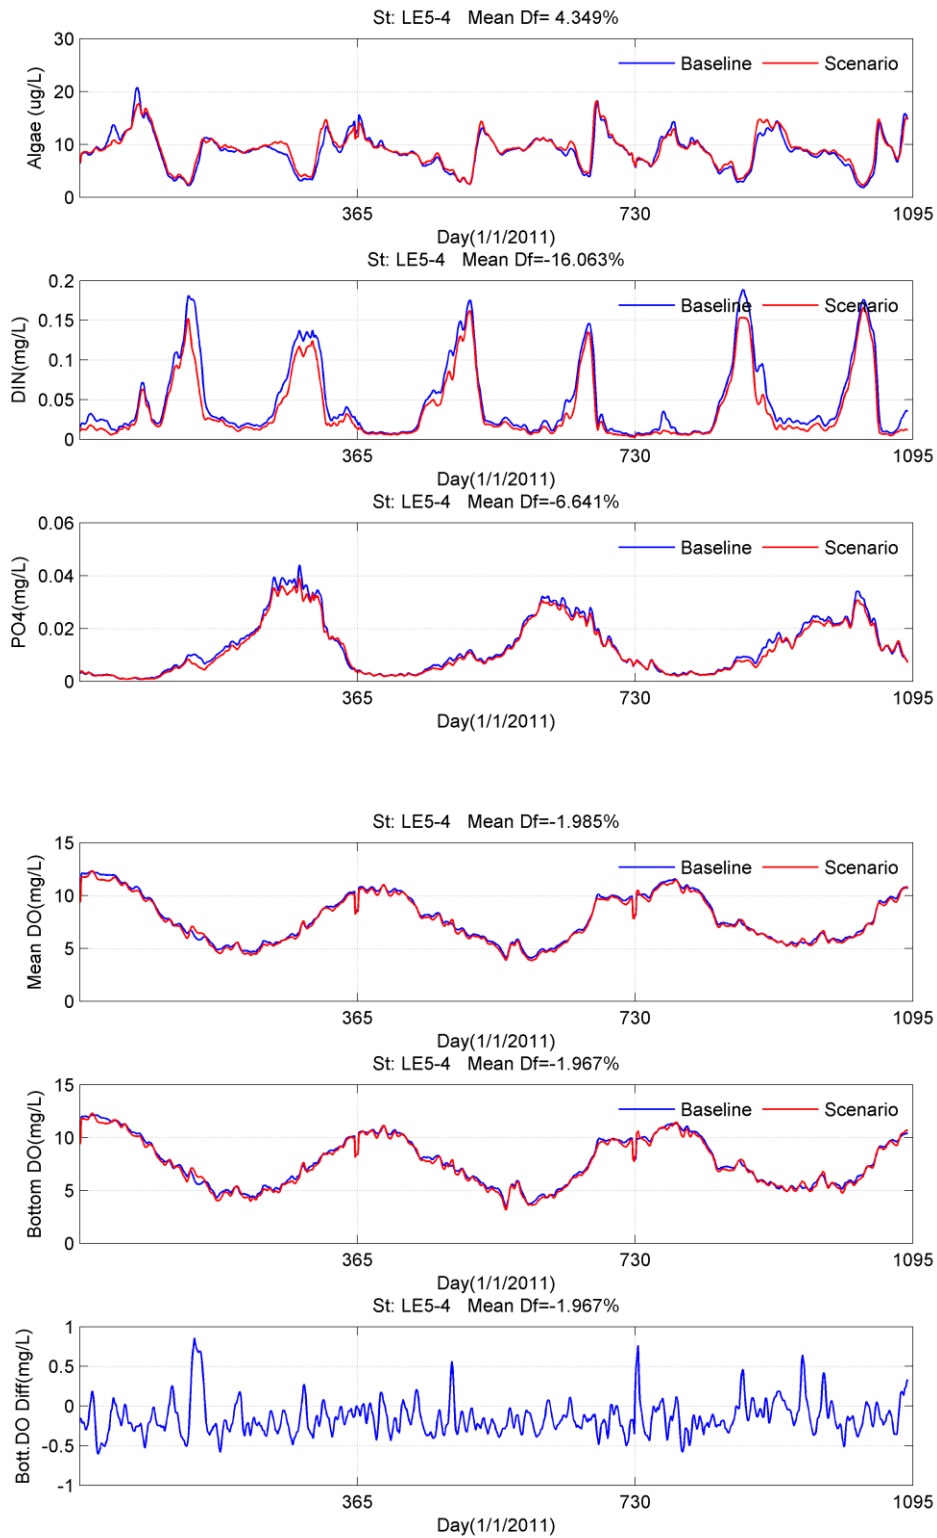 St: LE5-4 Mean Df= 4.349%
30
20
10
0
Algae (ug/L)
Baseline Scenario
365 730 1095
Day(1/1/2011)
St: LE5-4 Mean Df=-16.063%
0.2
0.15
0.1
0.05
0
DIN(mg/L)
Baseline Scenario
365 730 1095
Day(1/1/2011)
St: LE5-4 Mean Df=-6.641%
0.06
0.04
0.02
0
PO4(mg/L)
Baseline Scenario
365 730 1095
Day(1/1/2011)
St: LE5-4 Mean Df=-1.985%
15
10
5
0
Mean DO(mg/L)
Baseline Scenario
365 730 1095
Day(1/1/2011)
St: LE5-4 Mean Df=-1.967%
15
10
5
0
Bottom DO(mg/L)
Baseline Scenario
365 730 1095
Day(1/1/2011)
St: LE5-4 Mean Df=-1.967%
1
0.5
0
-0.5
-1
Bott.DO Diff(mg/L)
365 730 1095
Day(1/1/2011)